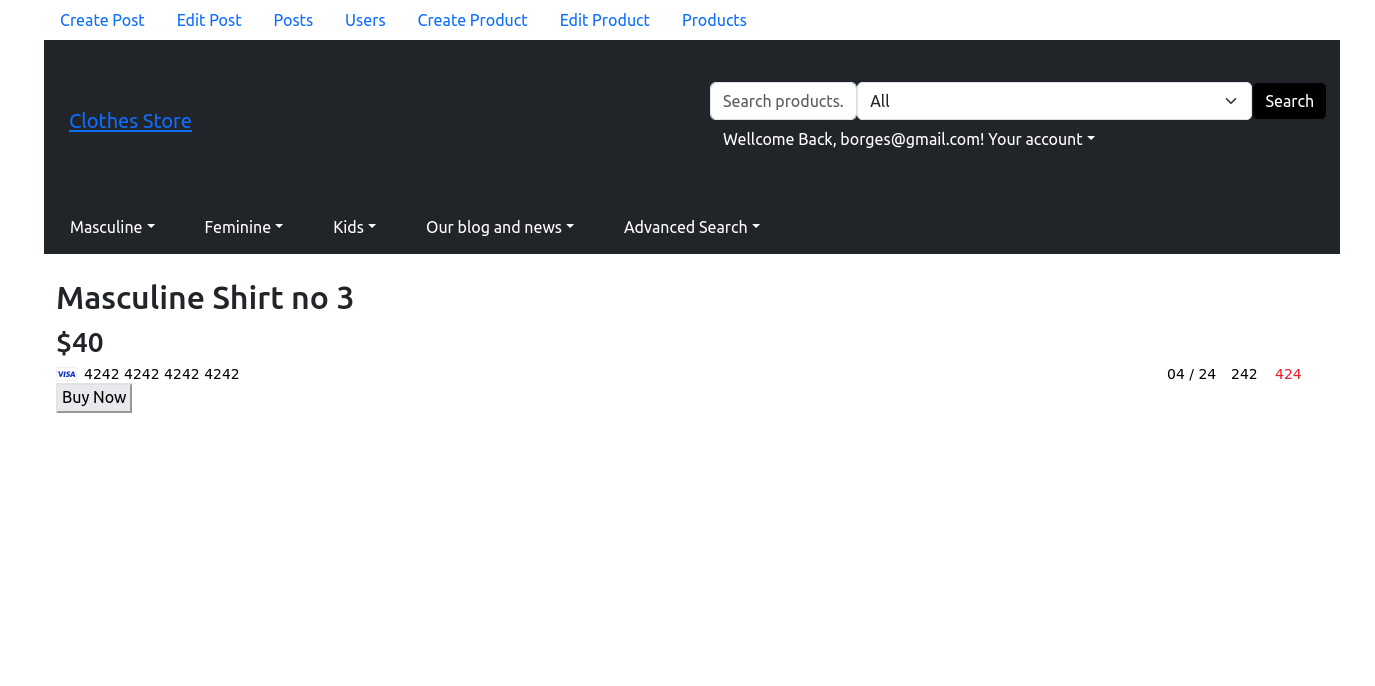 Create Post Edit Post Posts Users Create Product Edit Product Products
Clothes Store
Search products. All Search
Wellcome Back, borges@gmail.com! Your account
Masculine Feminine Kids Our blog and news Advanced Search
Masculine Shirt no 3
$40
VISA 4242 4242 4242 4242 04 / 24 242 424
Buy Now